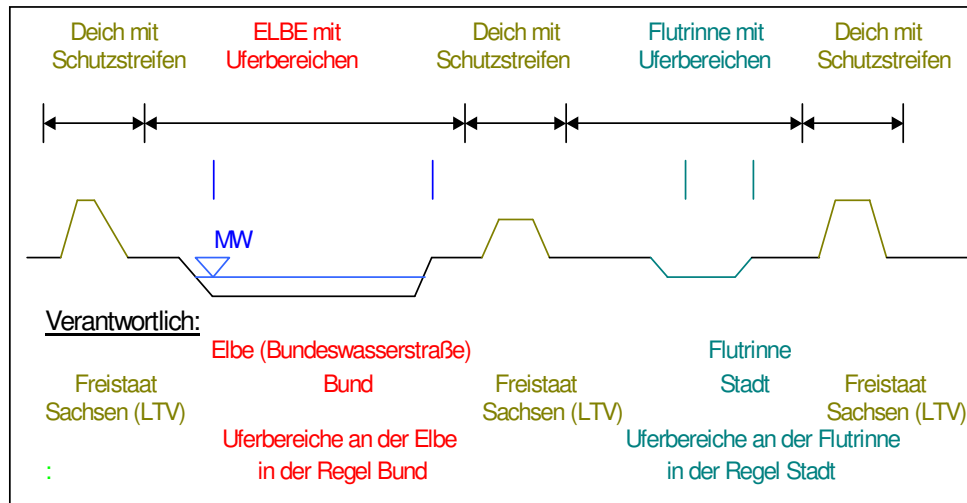 Deich mit
Schutzstreifen
ELBE mit
Uferbereichen
Deich mit
Schutzstreifen
Flutrinne mit
Uferbereichen
Deich mit
Schutzstreifen
MW
Verantwortlich:
Elbe (Bundeswasserstraße)
Bund
Flutrinne
Stadt
Freistaat
Sachsen (LTV)
Freistaat
Sachsen (LTV)
Freistaat
Sachsen (LTV)
Uferbereiche an der Elbe
in der Regel Bund
Uferbereiche an der Flutrinne
in der Regel Stadt
: